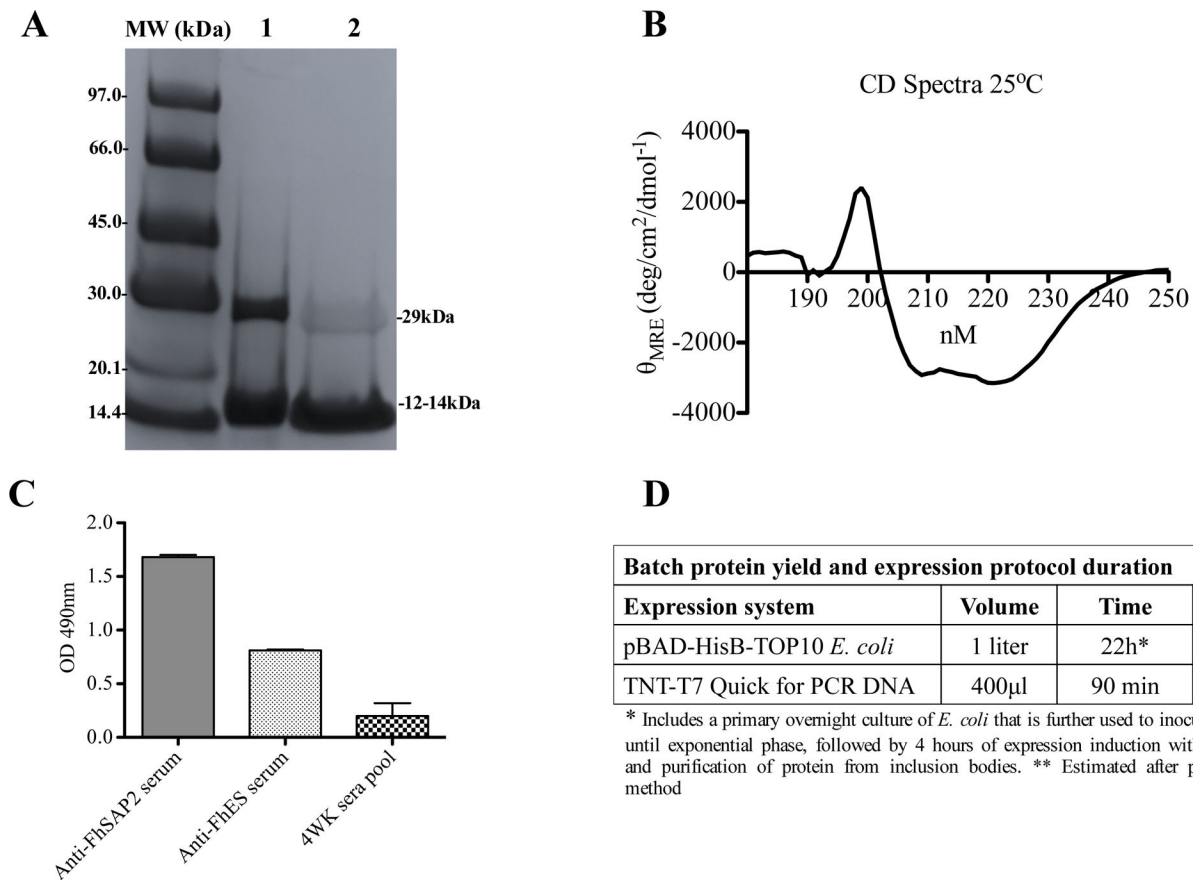 A
MW (kDa) 1 2
97.0-
66.0-
45.0-
30.0-
20.1-
14.4-
-29kDa
-12-14kDa
B
CD Spectra 25°C
θMRE (deg/cm2/dmol-1)
4000
2000
0
-2000
-4000
190 200 210 220 230 240 250
nM
C
OD 490nm
2.0
1.5
1.0
0.5
0.0
Anti-FhSAP2 serum
Anti-FhES serum
4WK sera pool
D
Batch protein yield and expression protocol duration
Expression system Volume Time
pBAD-HisB-TOP10 E. coli 1 liter 22h*
TNT-T7 Quick for PCR DNA 400μl 90 min
* Includes a primary overnight culture of E. coli that is further used to inocu
until exponential phase, followed by 4 hours of expression induction with
and purification of protein from inclusion bodies. ** Estimated after p
method